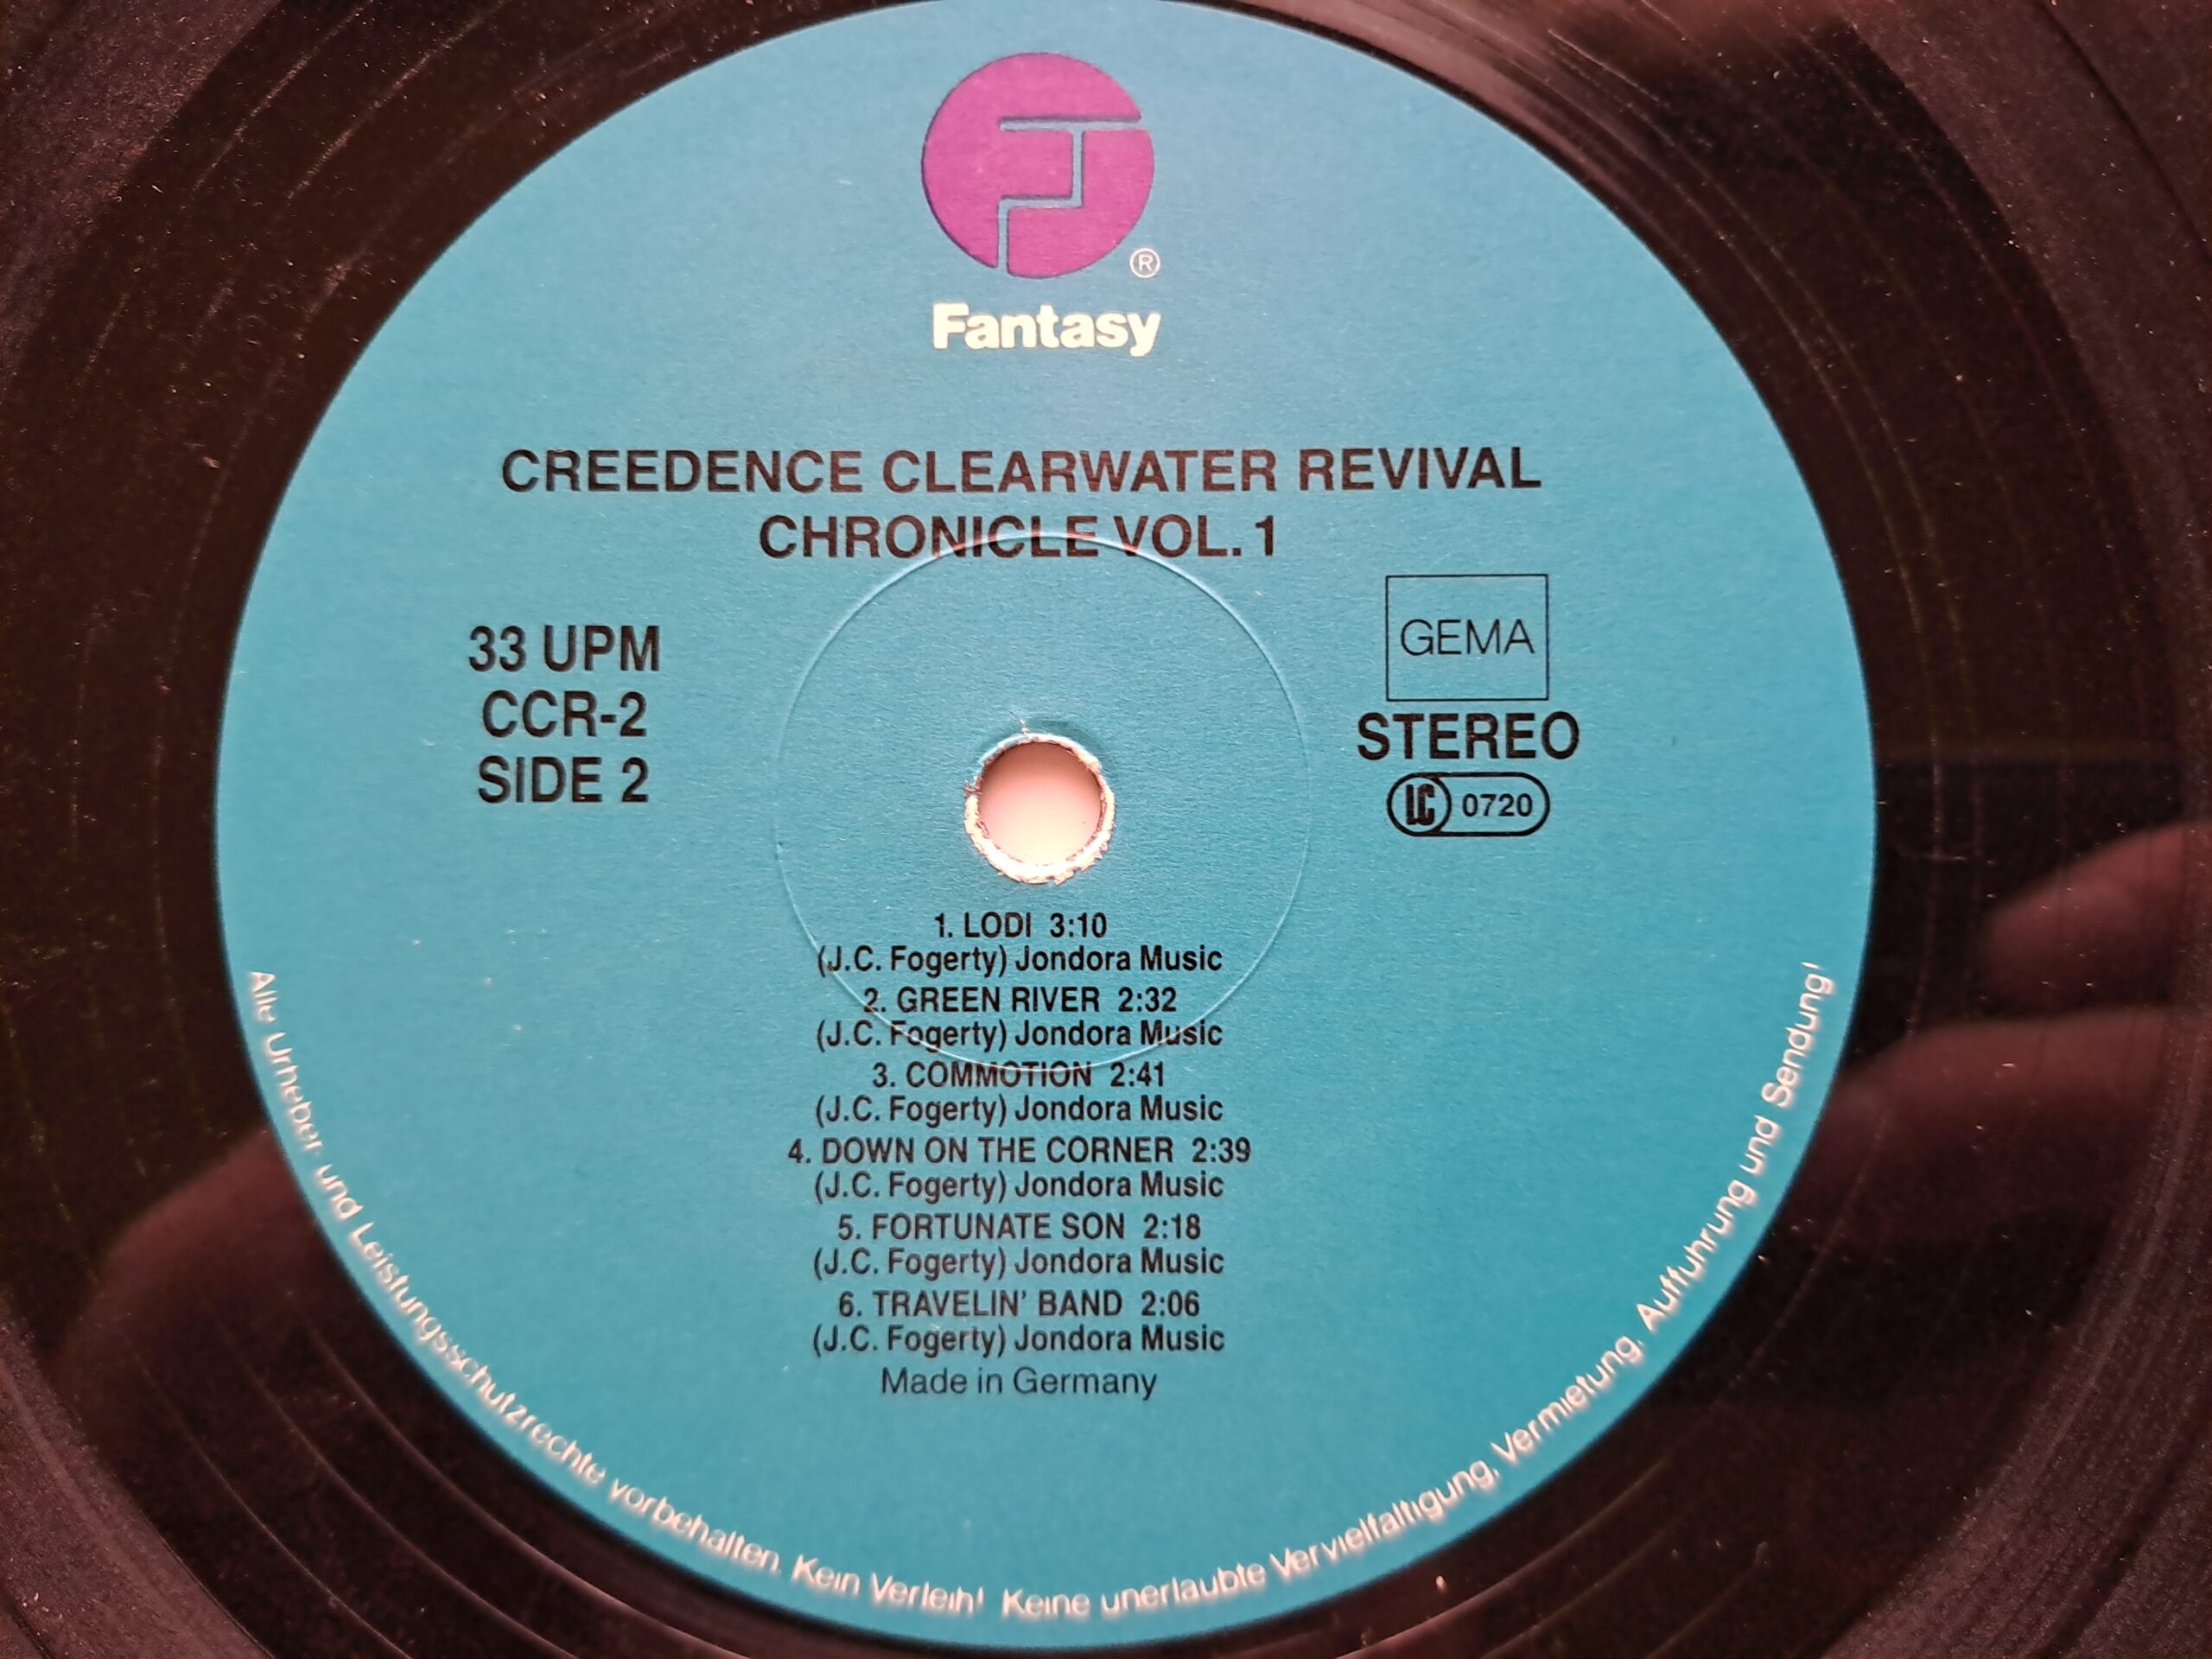 ®
Fantasy
CREEDENCE CLEARWATER REVIVAL
CHRONICLE VOL. 1
33 UPM
CCR-2
SIDE 2
GEMA
STEREO
LC 0720
1. LODI 3:10
(J.C. Fogerty) Jondora Music
2. GREEN RIVER 2:32
(J.C. Fogerty) Jondora Music
3. COMMOTION 2:41
(J.C. Fogerty) Jondora Music
4. DOWN ON THE CORNER 2:39
(J.C. Fogerty) Jondora Music
5. FORTUNATE SON 2:18
(J.C. Fogerty) Jondora Music
6. TRAVELIN' BAND 2:06
(J.C. Fogerty) Jondora Music
Made in Germany
Alle Urheber und Leistungsschutzrechte vorbehalten. Kein Verleih! Keine unerlaubte Vervielfältigung, Vermietung, Aufführung und Sendung!